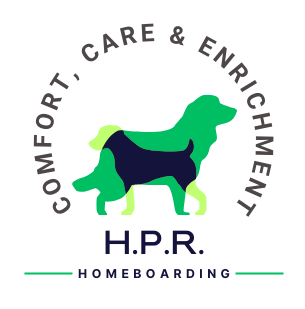 COMFORT, CARE & ENRICHMENT
H.P.R.
HOMEBOARDING